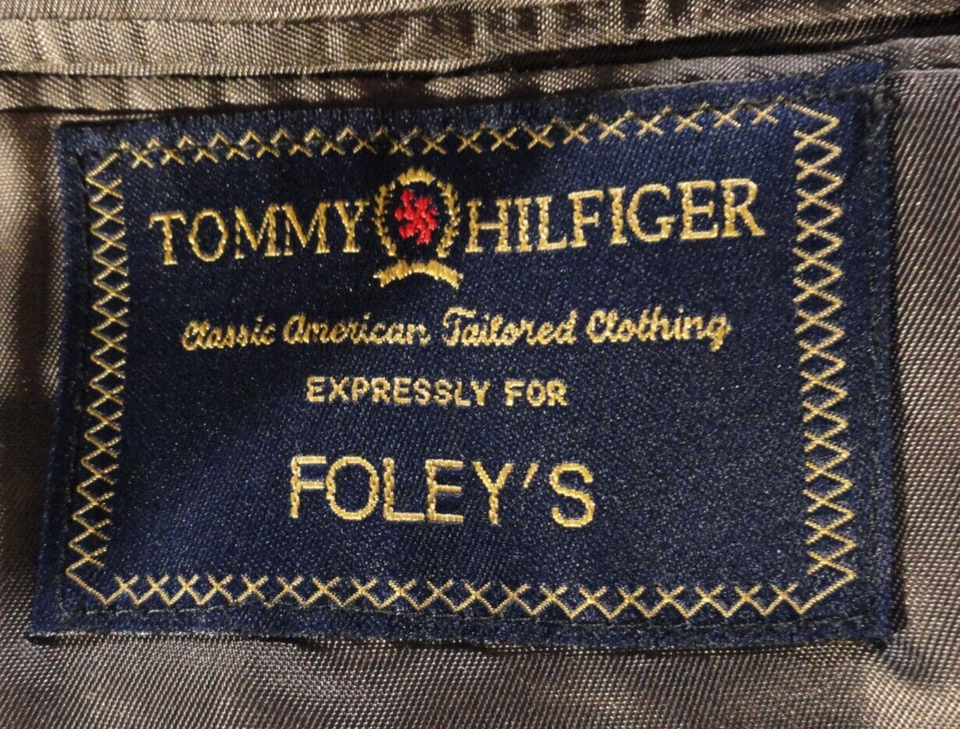 TOMMY HILFIGER
Classic American Tailored Clothing
EXPRESSLY FOR
FOLEY'S